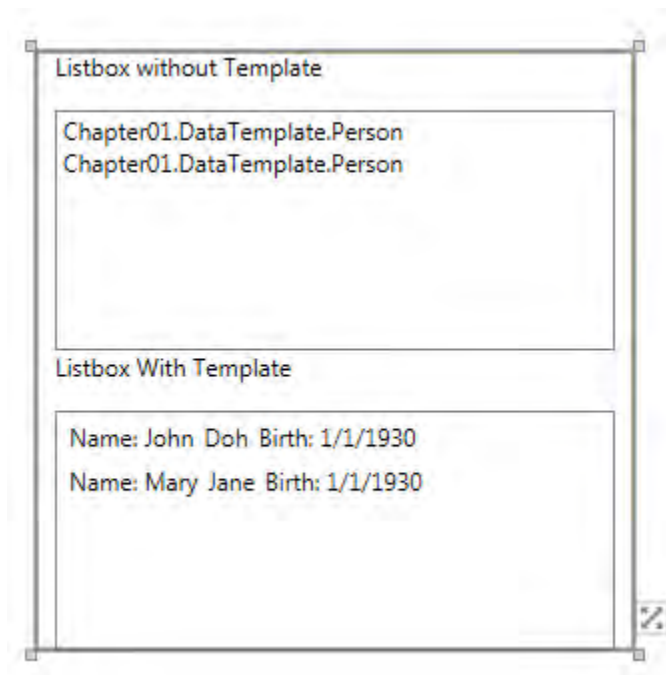 Listbox without Template
Chapter01.DataTemplate.Person
Chapter01.DataTemplate.Person
Listbox With Template
Name: John Doh Birth: 1/1/1930
Name: Mary Jane Birth: 1/1/1930